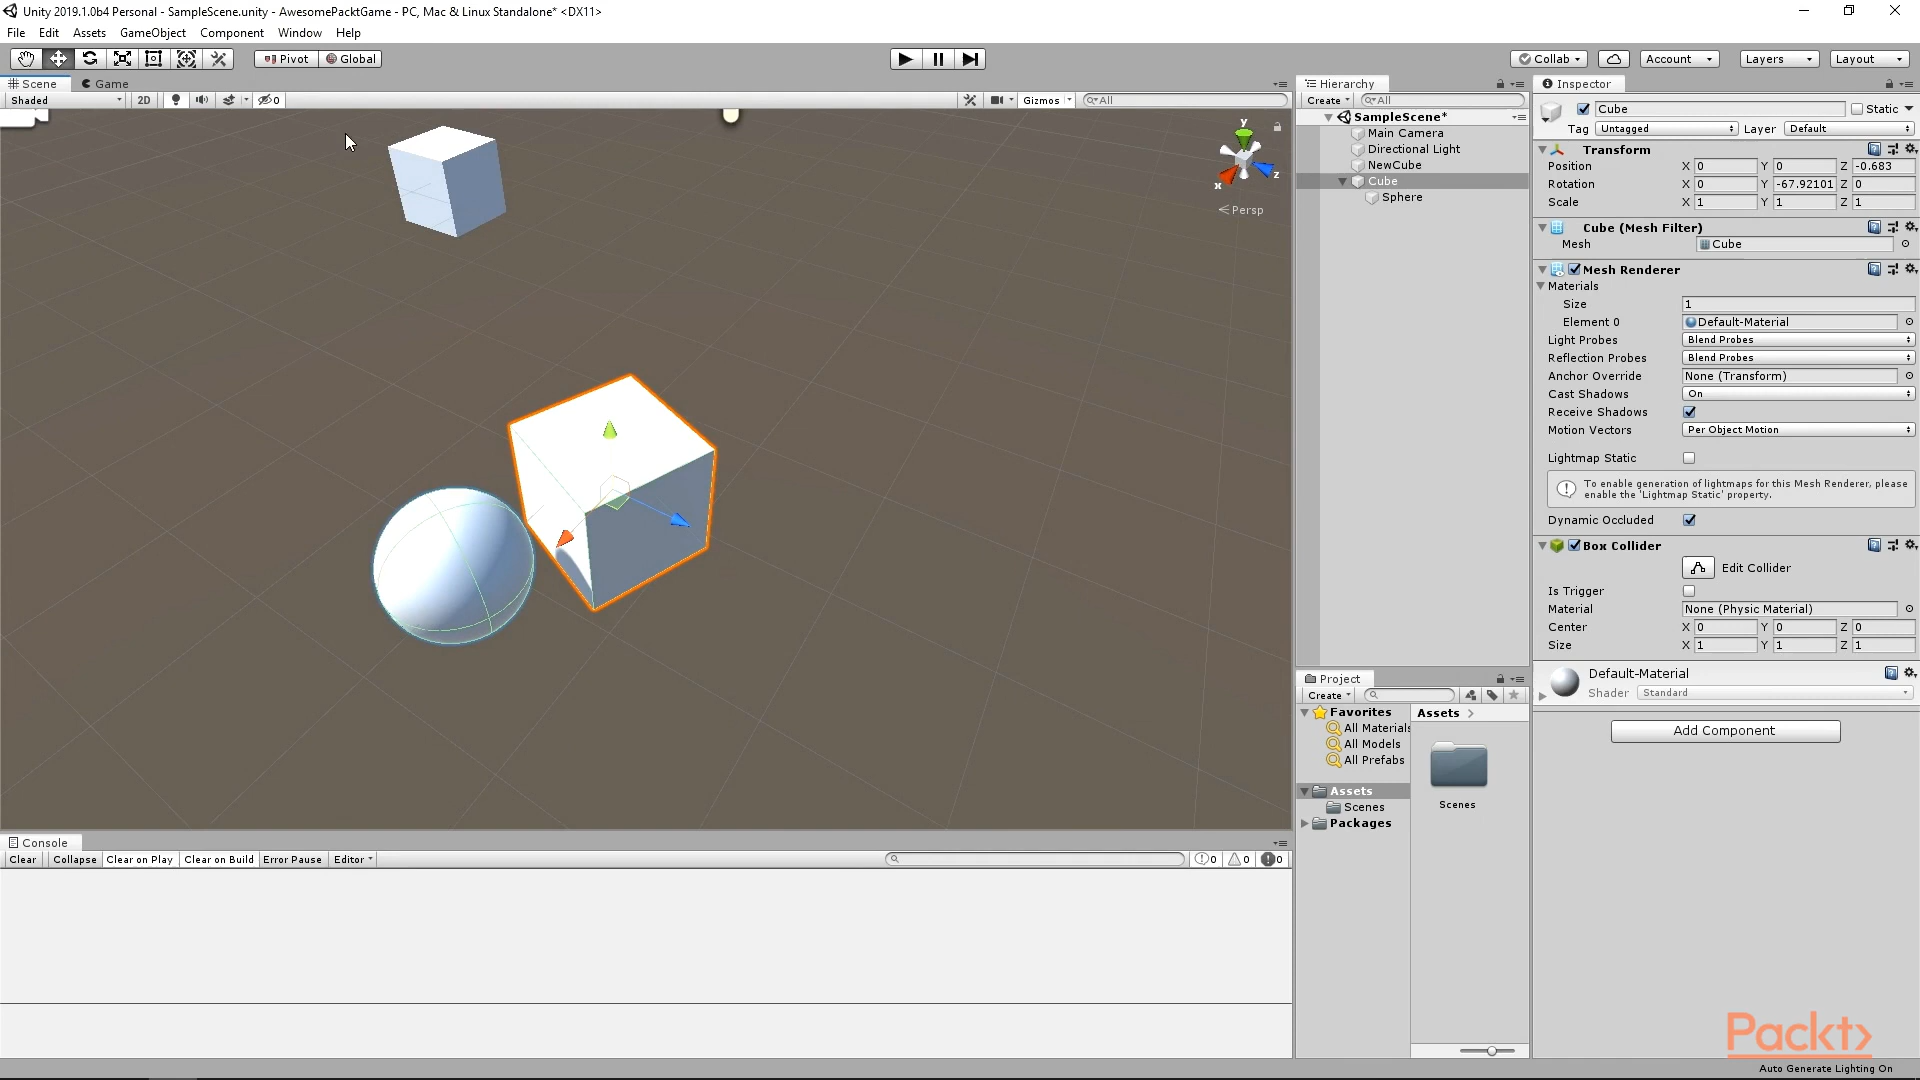 Unity 2019.1.0b4 Personal - SampleScene.unity - AwesomePacktGame - PC, Mac & Linux Standalone* <DX11>
File Edit Assets GameObject Component Window Help
Pivot Global Collab Account Layers Layout
Scene Game
Shaded 2D 0 Gizmos All
y
x z
Persp
Hierarchy
Create All
SampleScene*
Main Camera
Directional Light
NewCube
Cube
Sphere
Inspector
Cube Static
Tag Untagged Layer Default
Transform
Position X 0 Y 0 Z -0.683
Rotation X 0 Y -67.92101 Z 0
Scale X 1 Y 1 Z 1
Cube (Mesh Filter)
Mesh Cube
Mesh Renderer
Materials
Size 1
Element 0 Default-Material
Light Probes Blend Probes
Reflection Probes Blend Probes
Anchor Override None (Transform)
Cast Shadows On
Receive Shadows
Motion Vectors Per Object Motion
Lightmap Static
To enable generation of lightmaps for this Mesh Renderer, please
enable the 'Lightmap Static' property.
Dynamic Occluded
Box Collider
Edit Collider
Is Trigger
Material None (Physic Material)
Center X 0 Y 0 Z 0
Size X 1 Y 1 Z 1
Default-Material
Shader Standard
Add Component
Project
Create
Favorites
All Materials
All Models
All Prefabs
Assets
Scenes
Packages
Assets
Scenes
Console
Clear Collapse Clear on Play Clear on Build Error Pause Editor 0 0 0
Packt
Auto Generate Lighting On